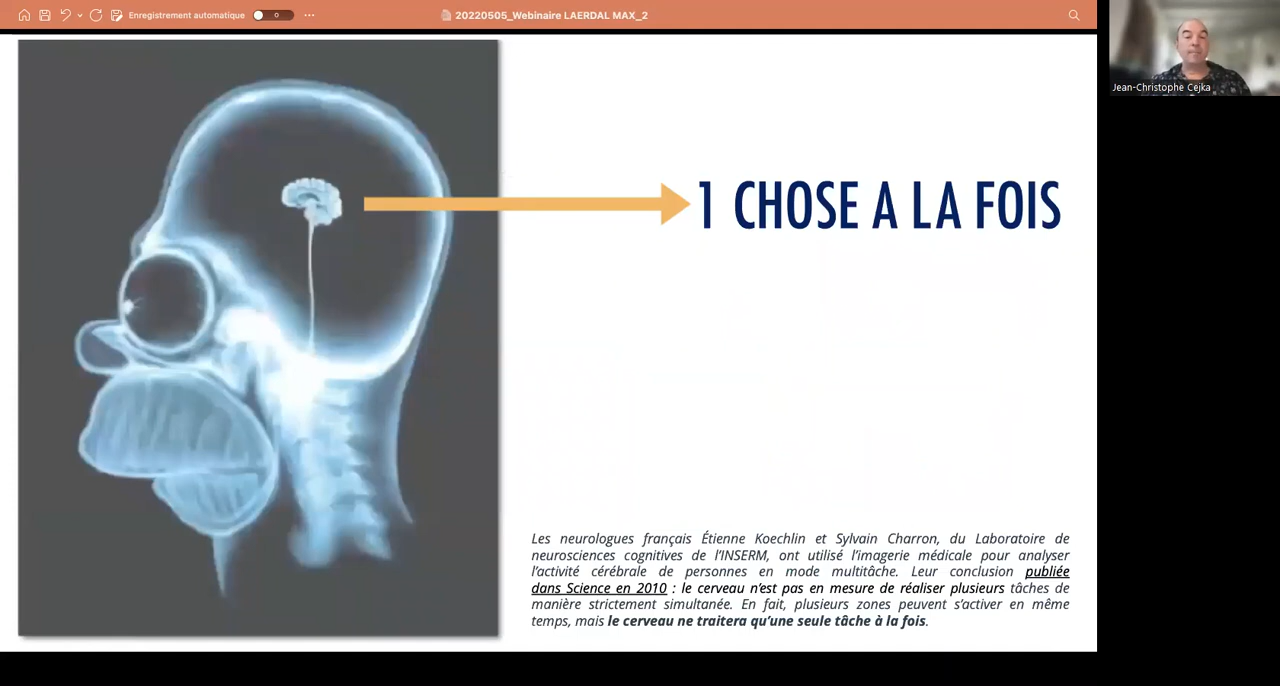 Enregistrement automatique
20220505_Webinaire LAERDAL MAX_2
Jean-Christophe Cejka
1 CHOSE A LA FOIS
Les neurologues français Étienne Koechlin et Sylvain Charron, du Laboratoire de
neurosciences cognitives de l’INSERM, ont utilisé l’imagerie médicale pour analyser
l’activité cérébrale de personnes en mode multitâche. Leur conclusion publiée
dans Science en 2010 : le cerveau n’est pas en mesure de réaliser plusieurs tâches de
manière strictement simultanée. En fait, plusieurs zones peuvent s’activer en même
temps, mais le cerveau ne traitera qu’une seule tâche à la fois.